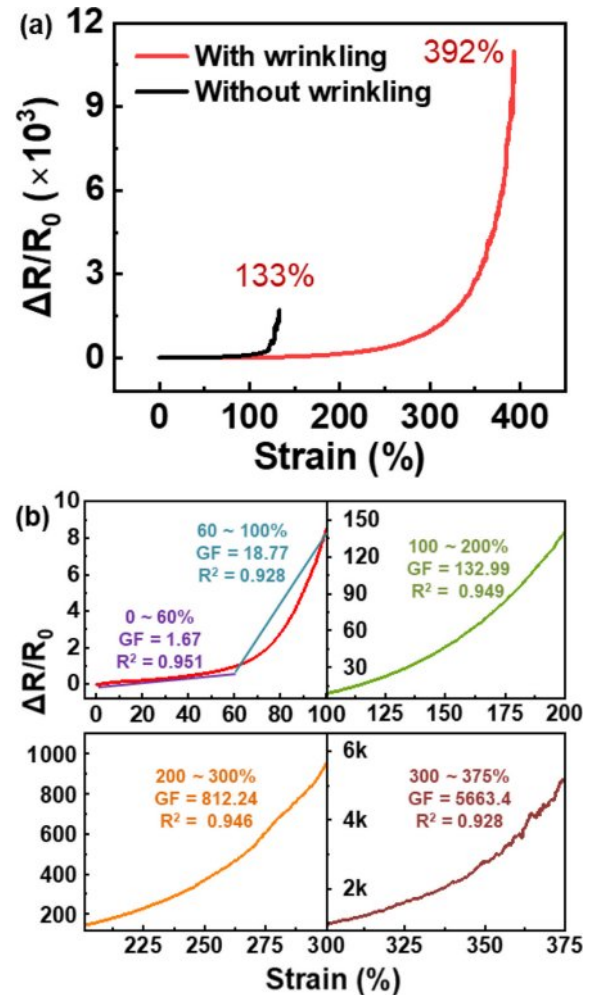 (a)
12
9
6
3
0
ΔR/R₀ (×10³)
With wrinkling
Without wrinkling
392%
133%
0 100 200 300 400
Strain (%)
(b)
ΔR/R₀
10
8
6
4
2
0
60 ~ 100%
GF = 18.77
R² = 0.928
0 ~ 60%
GF = 1.67
R² = 0.951
0 20 40 60 80 100
150
120
90
60
30
100 ~ 200%
GF = 132.99
R² = 0.949
125 150 175 200
1000
800
600
400
200
200 ~ 300%
GF = 812.24
R² = 0.946
225 250 275 300
6k
4k
2k
300 ~ 375%
GF = 5663.4
R² = 0.928
325 350 375
Strain (%)